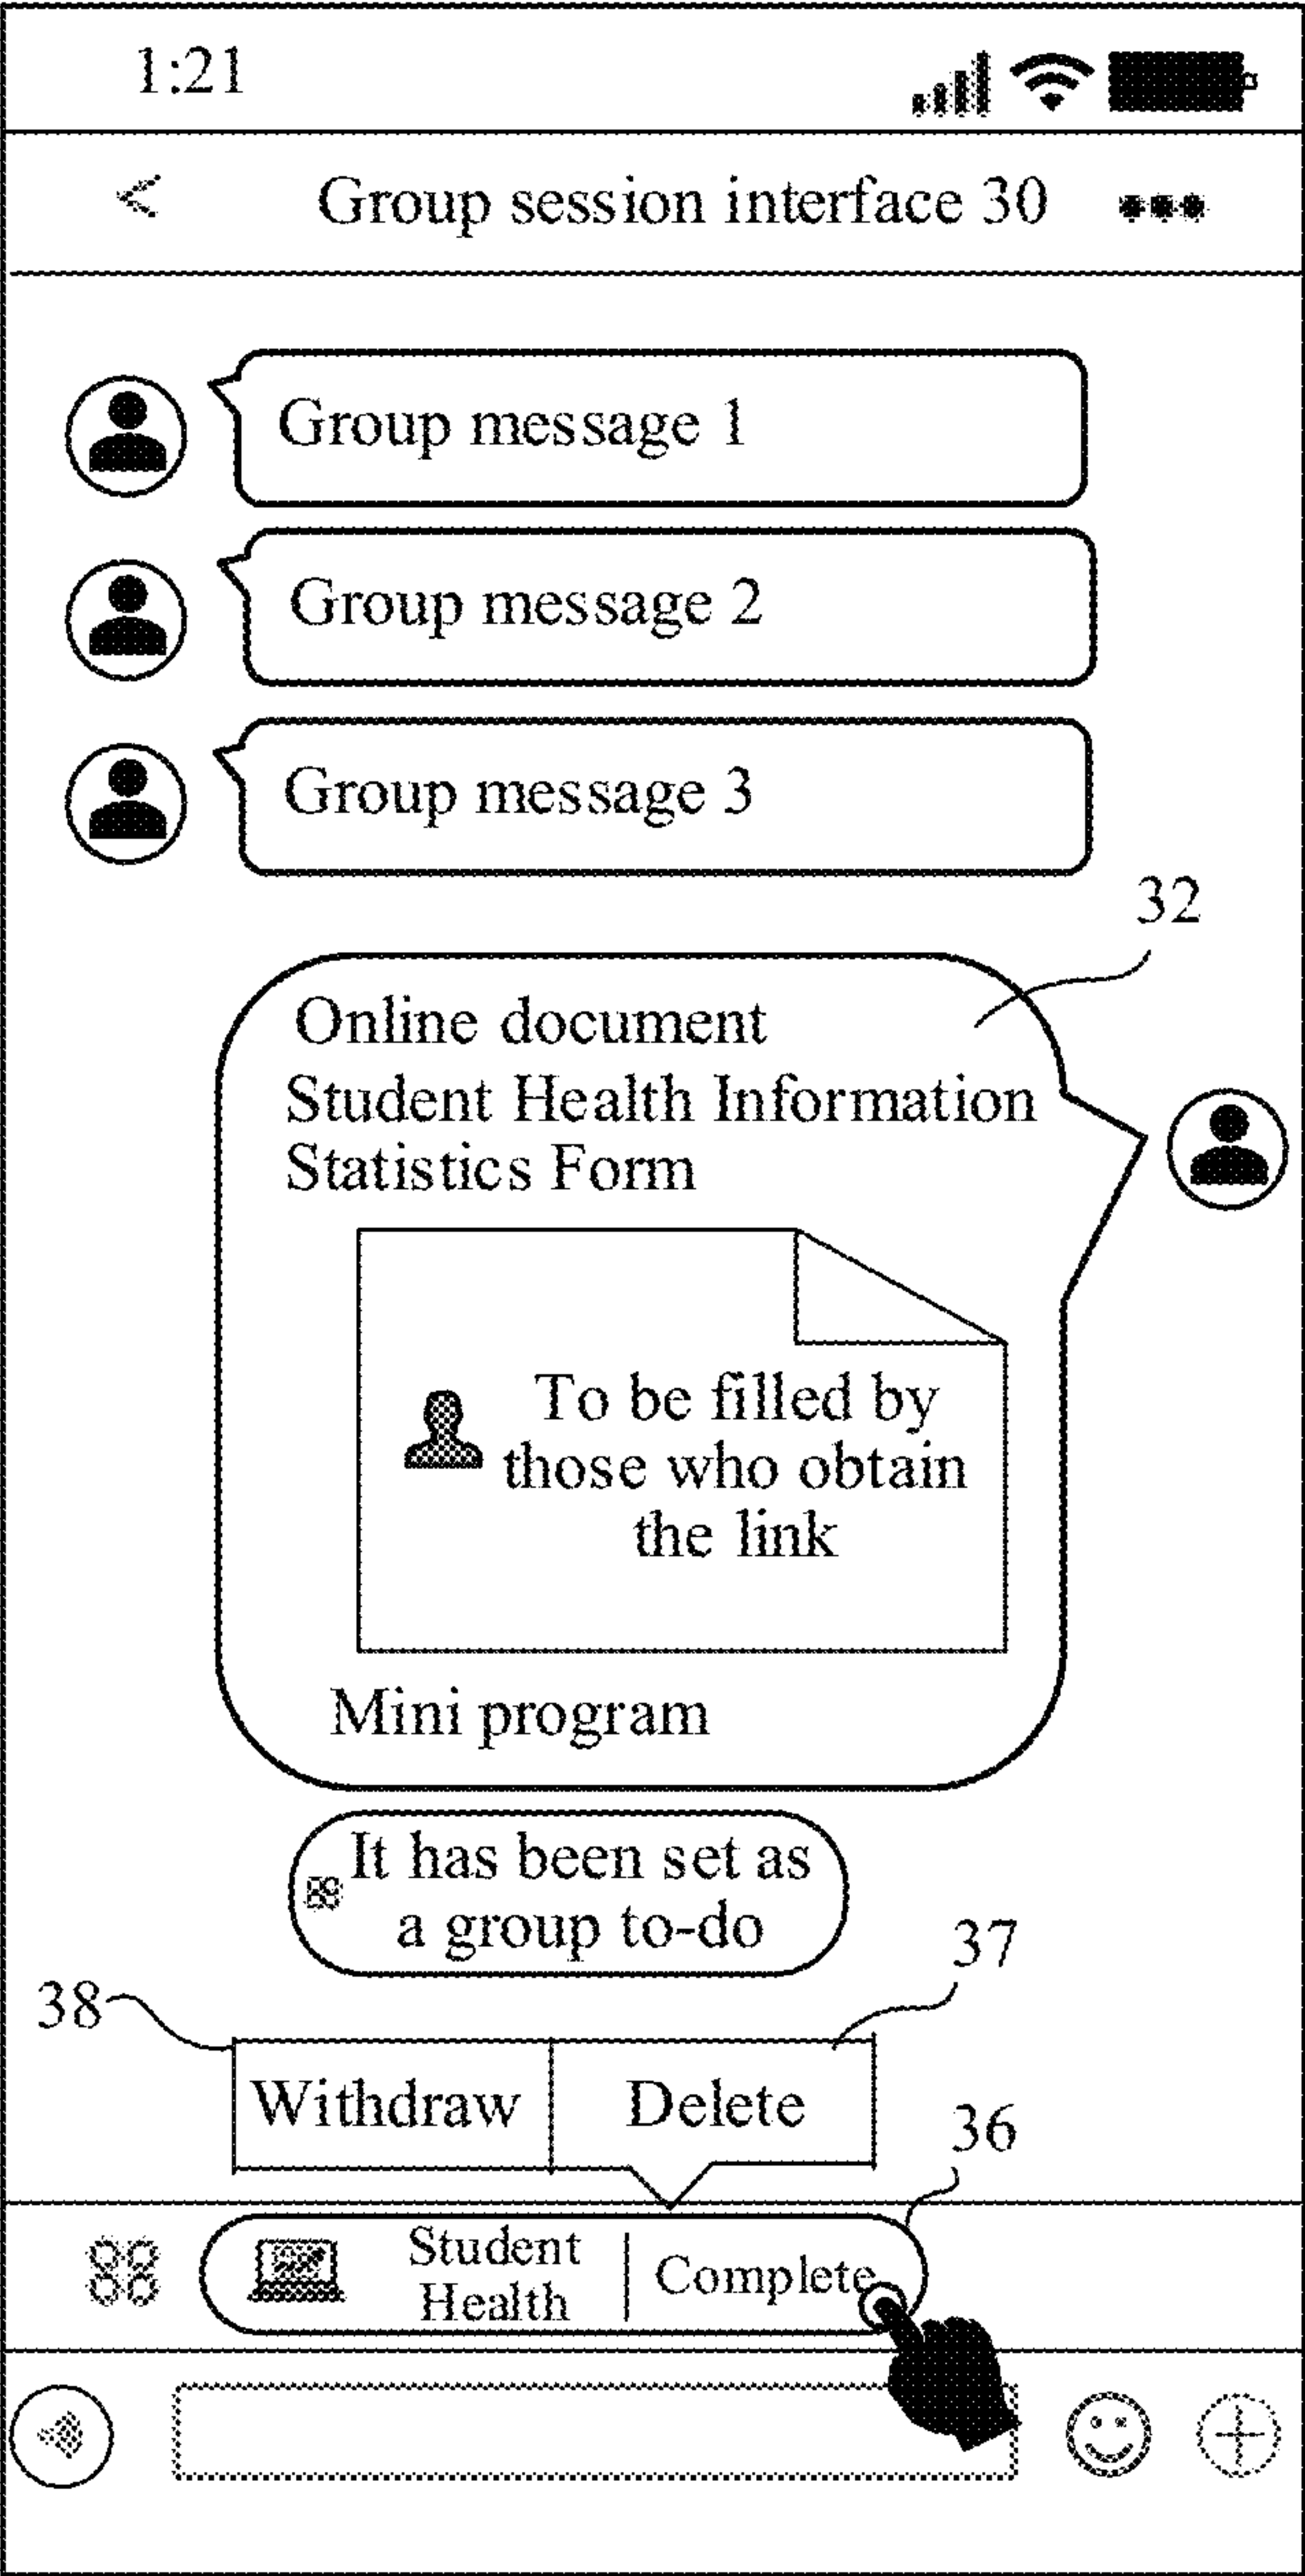 1:21
< Group session interface 30
Group message 1
Group message 2
Group message 3
32
Online document
Student Health Information
Statistics Form
To be filled by
those who obtain
the link
Mini program
It has been set as
a group to-do
37
38
Withdraw Delete
36
Student
Health
Complete